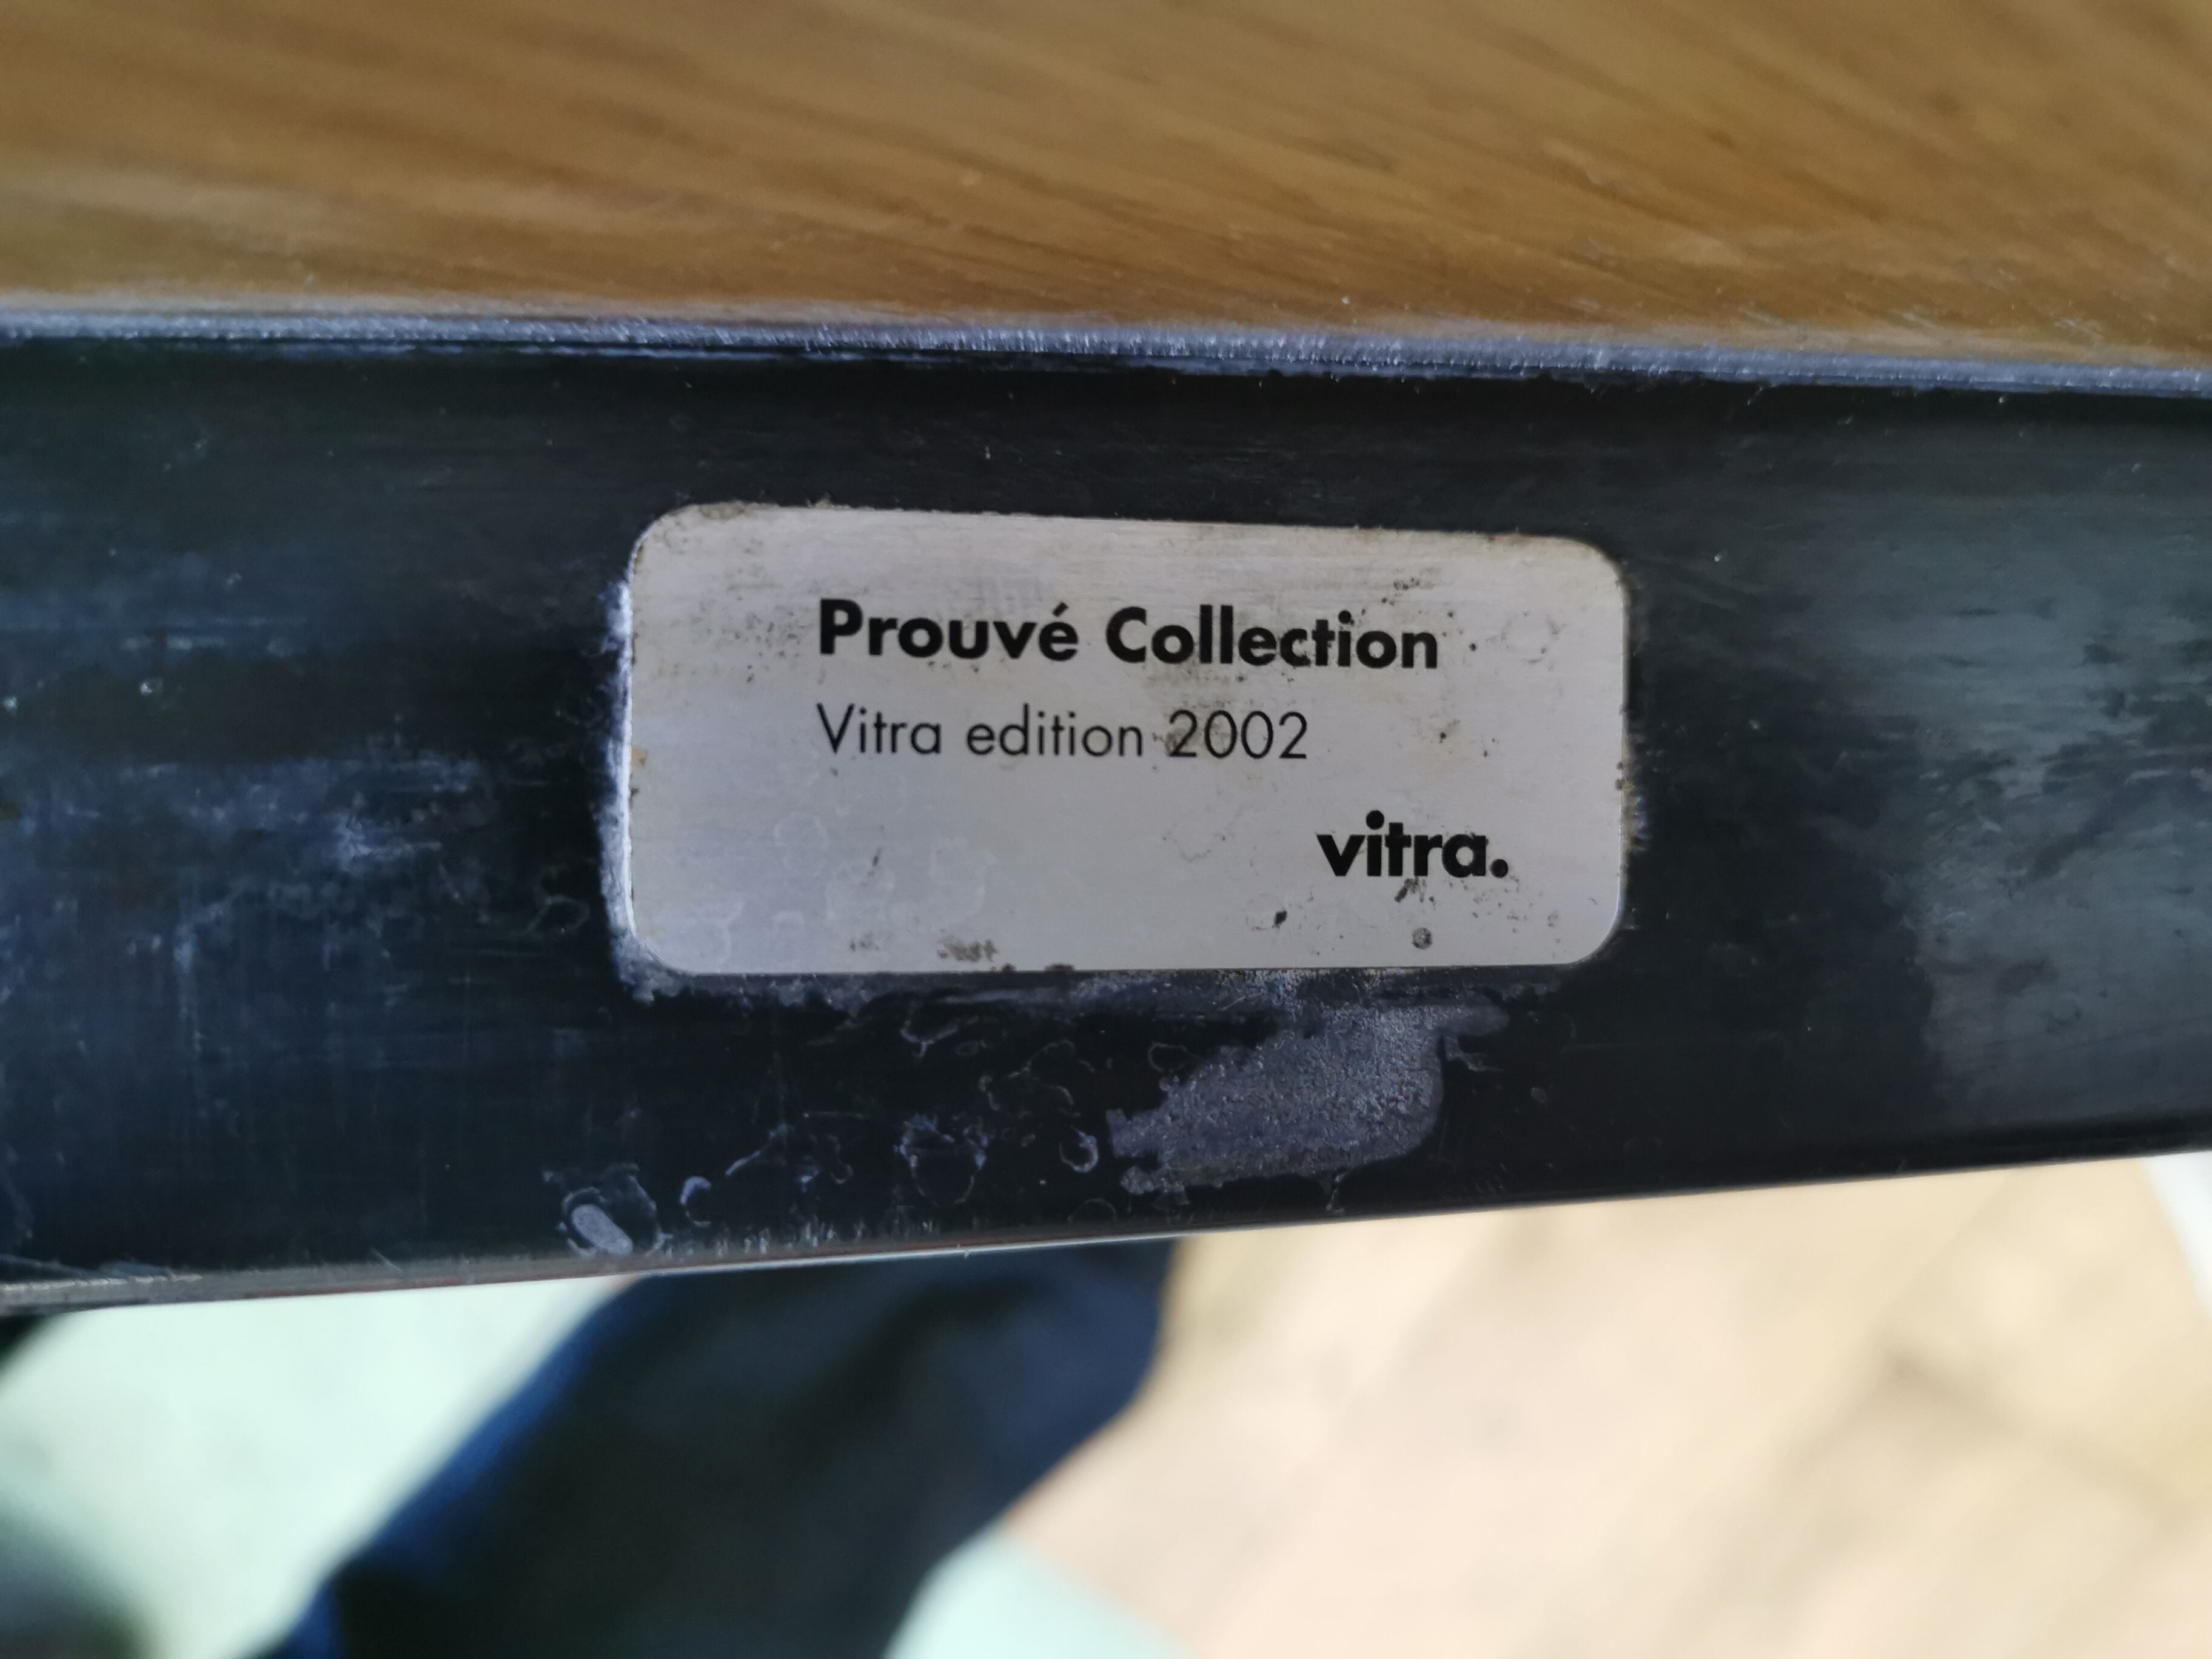 Prouvé Collection
Vitra edition 2002
vitra.